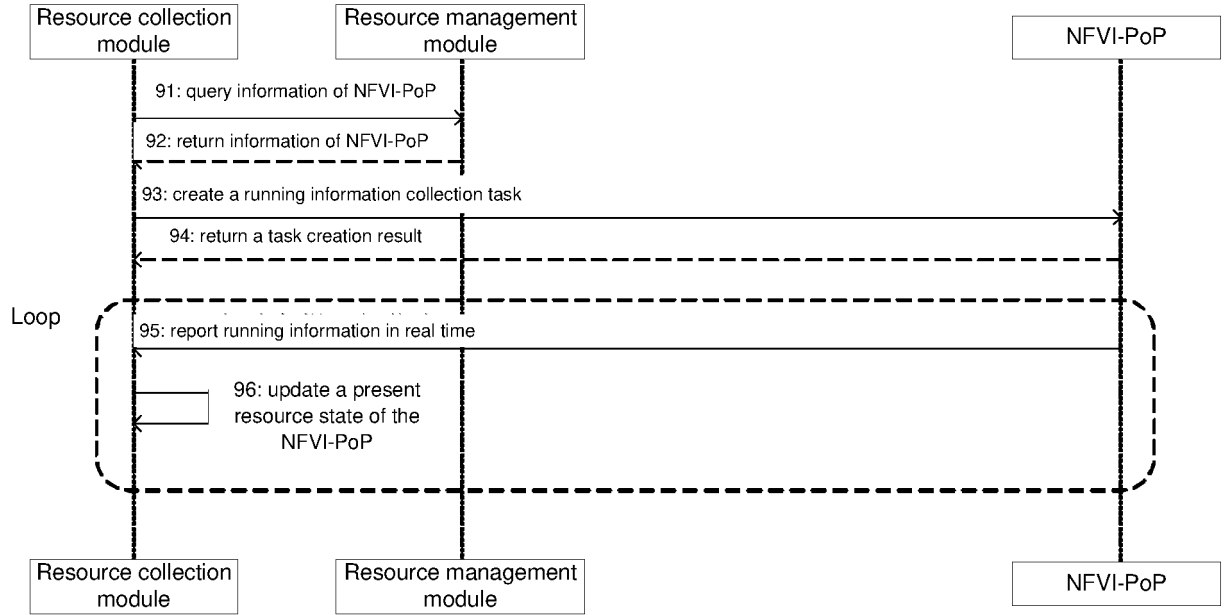 Resource collection
module
Resource management
module
NFVI-PoP
91: query information of NFVI-PoP
92: return information of NFVI-PoP
93: create a running information collection task
94: return a task creation result
Loop
95: report running information in real time
96: update a present
resource state of the
NFVI-PoP
Resource collection
module
Resource management
module
NFVI-PoP